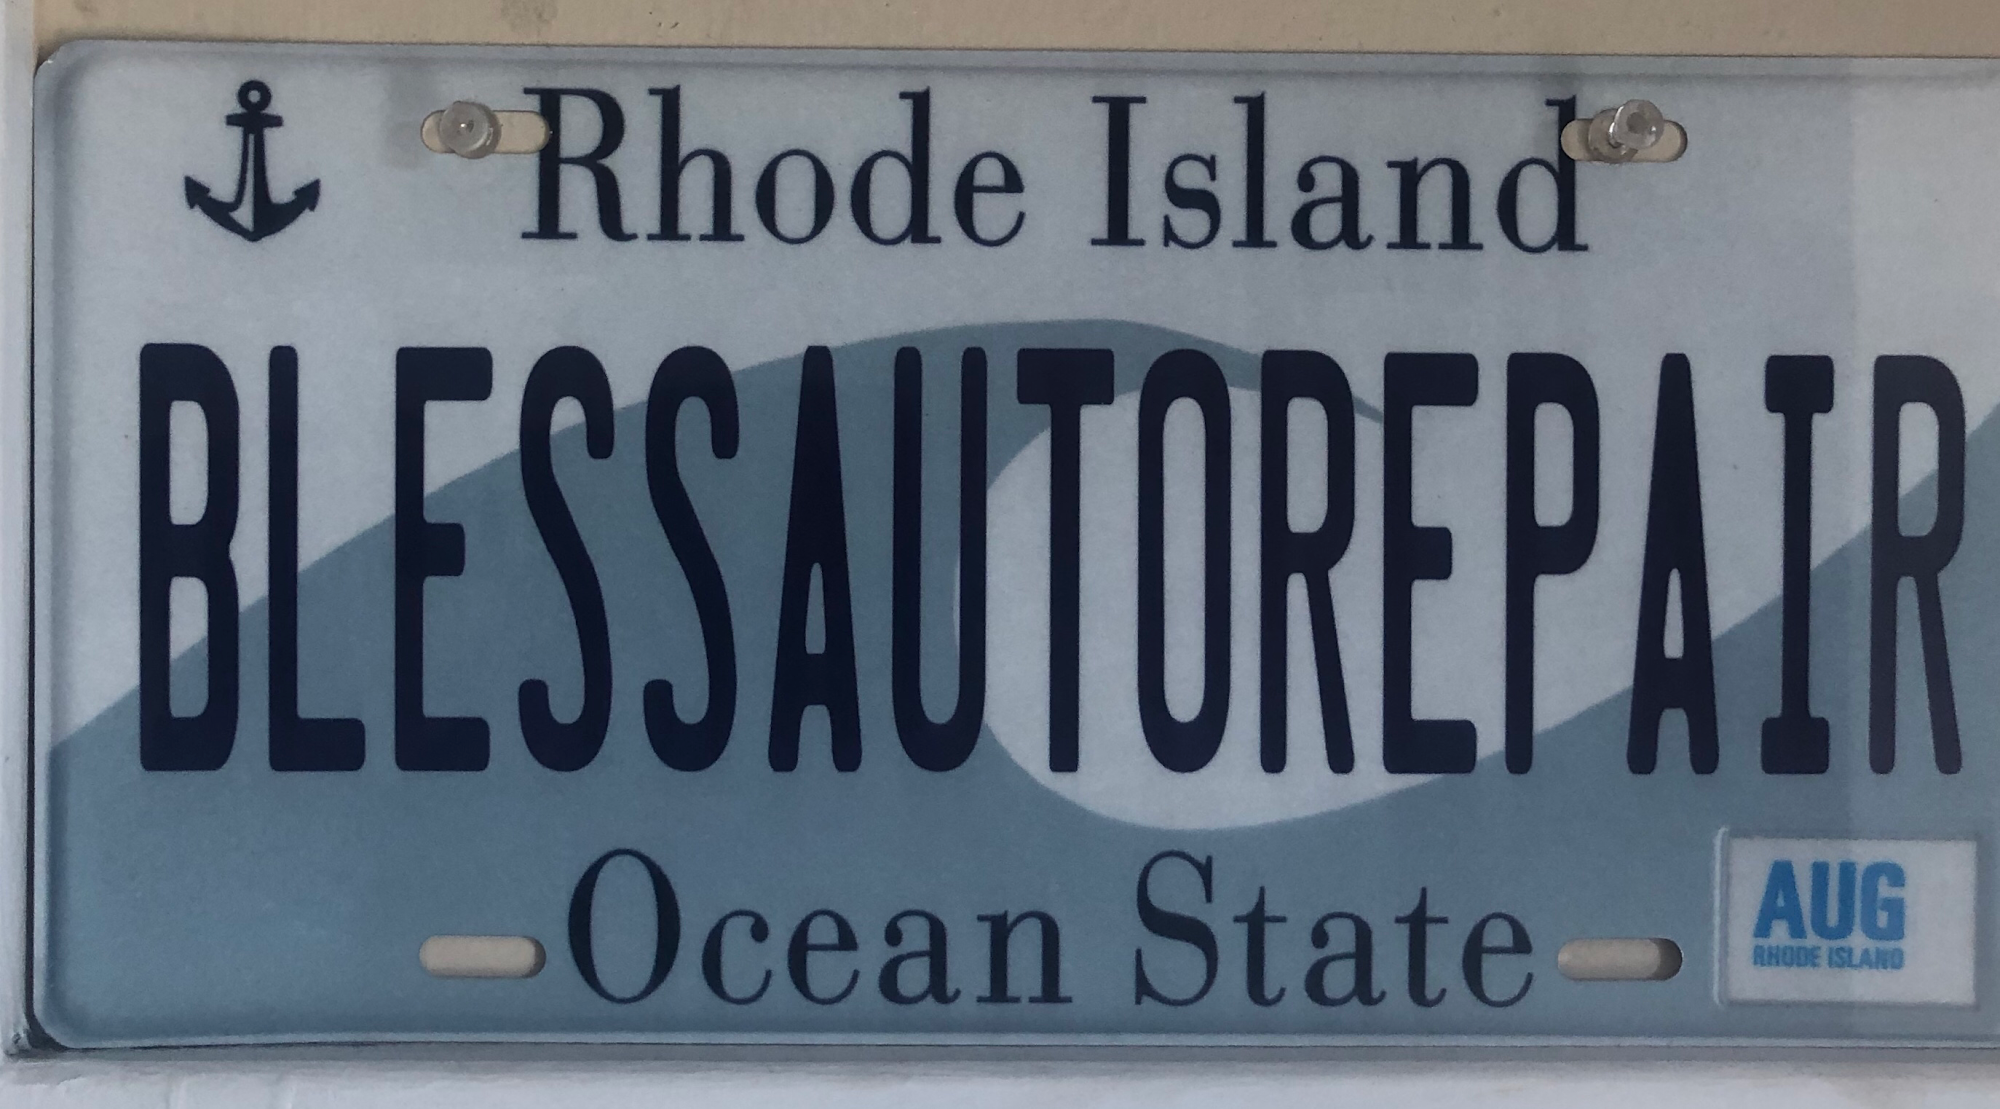 Rhode Island
BLESSAUTOREPAIR
Ocean State
AUG
RHODE ISLAND